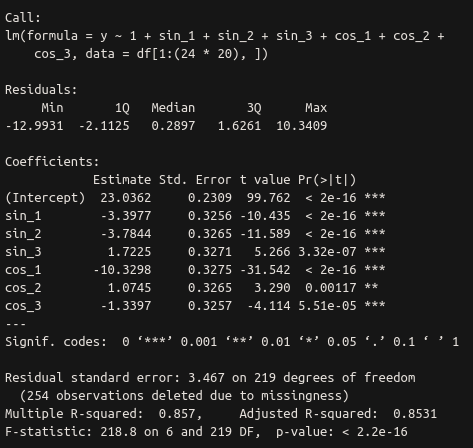 Call:
lm(formula = y ~ 1 + sin_1 + sin_2 + sin_3 + cos_1 + cos_2 +
    cos_3, data = df[1:(24 * 20), ])

Residuals:
     Min       1Q   Median       3Q      Max
-12.9931  -2.1125   0.2897   1.6261  10.3409

Coefficients:
            Estimate Std. Error t value Pr(>|t|)
(Intercept)  23.0362     0.2309  99.762  < 2e-16 ***
sin_1        -3.3977     0.3256 -10.435  < 2e-16 ***
sin_2        -3.7844     0.3265 -11.589  < 2e-16 ***
sin_3         1.7225     0.3271   5.266 3.32e-07 ***
cos_1       -10.3298     0.3275 -31.542  < 2e-16 ***
cos_2         1.0745     0.3265   3.290  0.00117 **
cos_3        -1.3397     0.3257  -4.114 5.51e-05 ***
---
Signif. codes:  0 ‘***’ 0.001 ‘**’ 0.01 ‘*’ 0.05 ‘.’ 0.1 ‘ ’ 1

Residual standard error: 3.467 on 219 degrees of freedom
  (254 observations deleted due to missingness)
Multiple R-squared:  0.857,     Adjusted R-squared:  0.8531
F-statistic: 218.8 on 6 and 219 DF,  p-value: < 2.2e-16